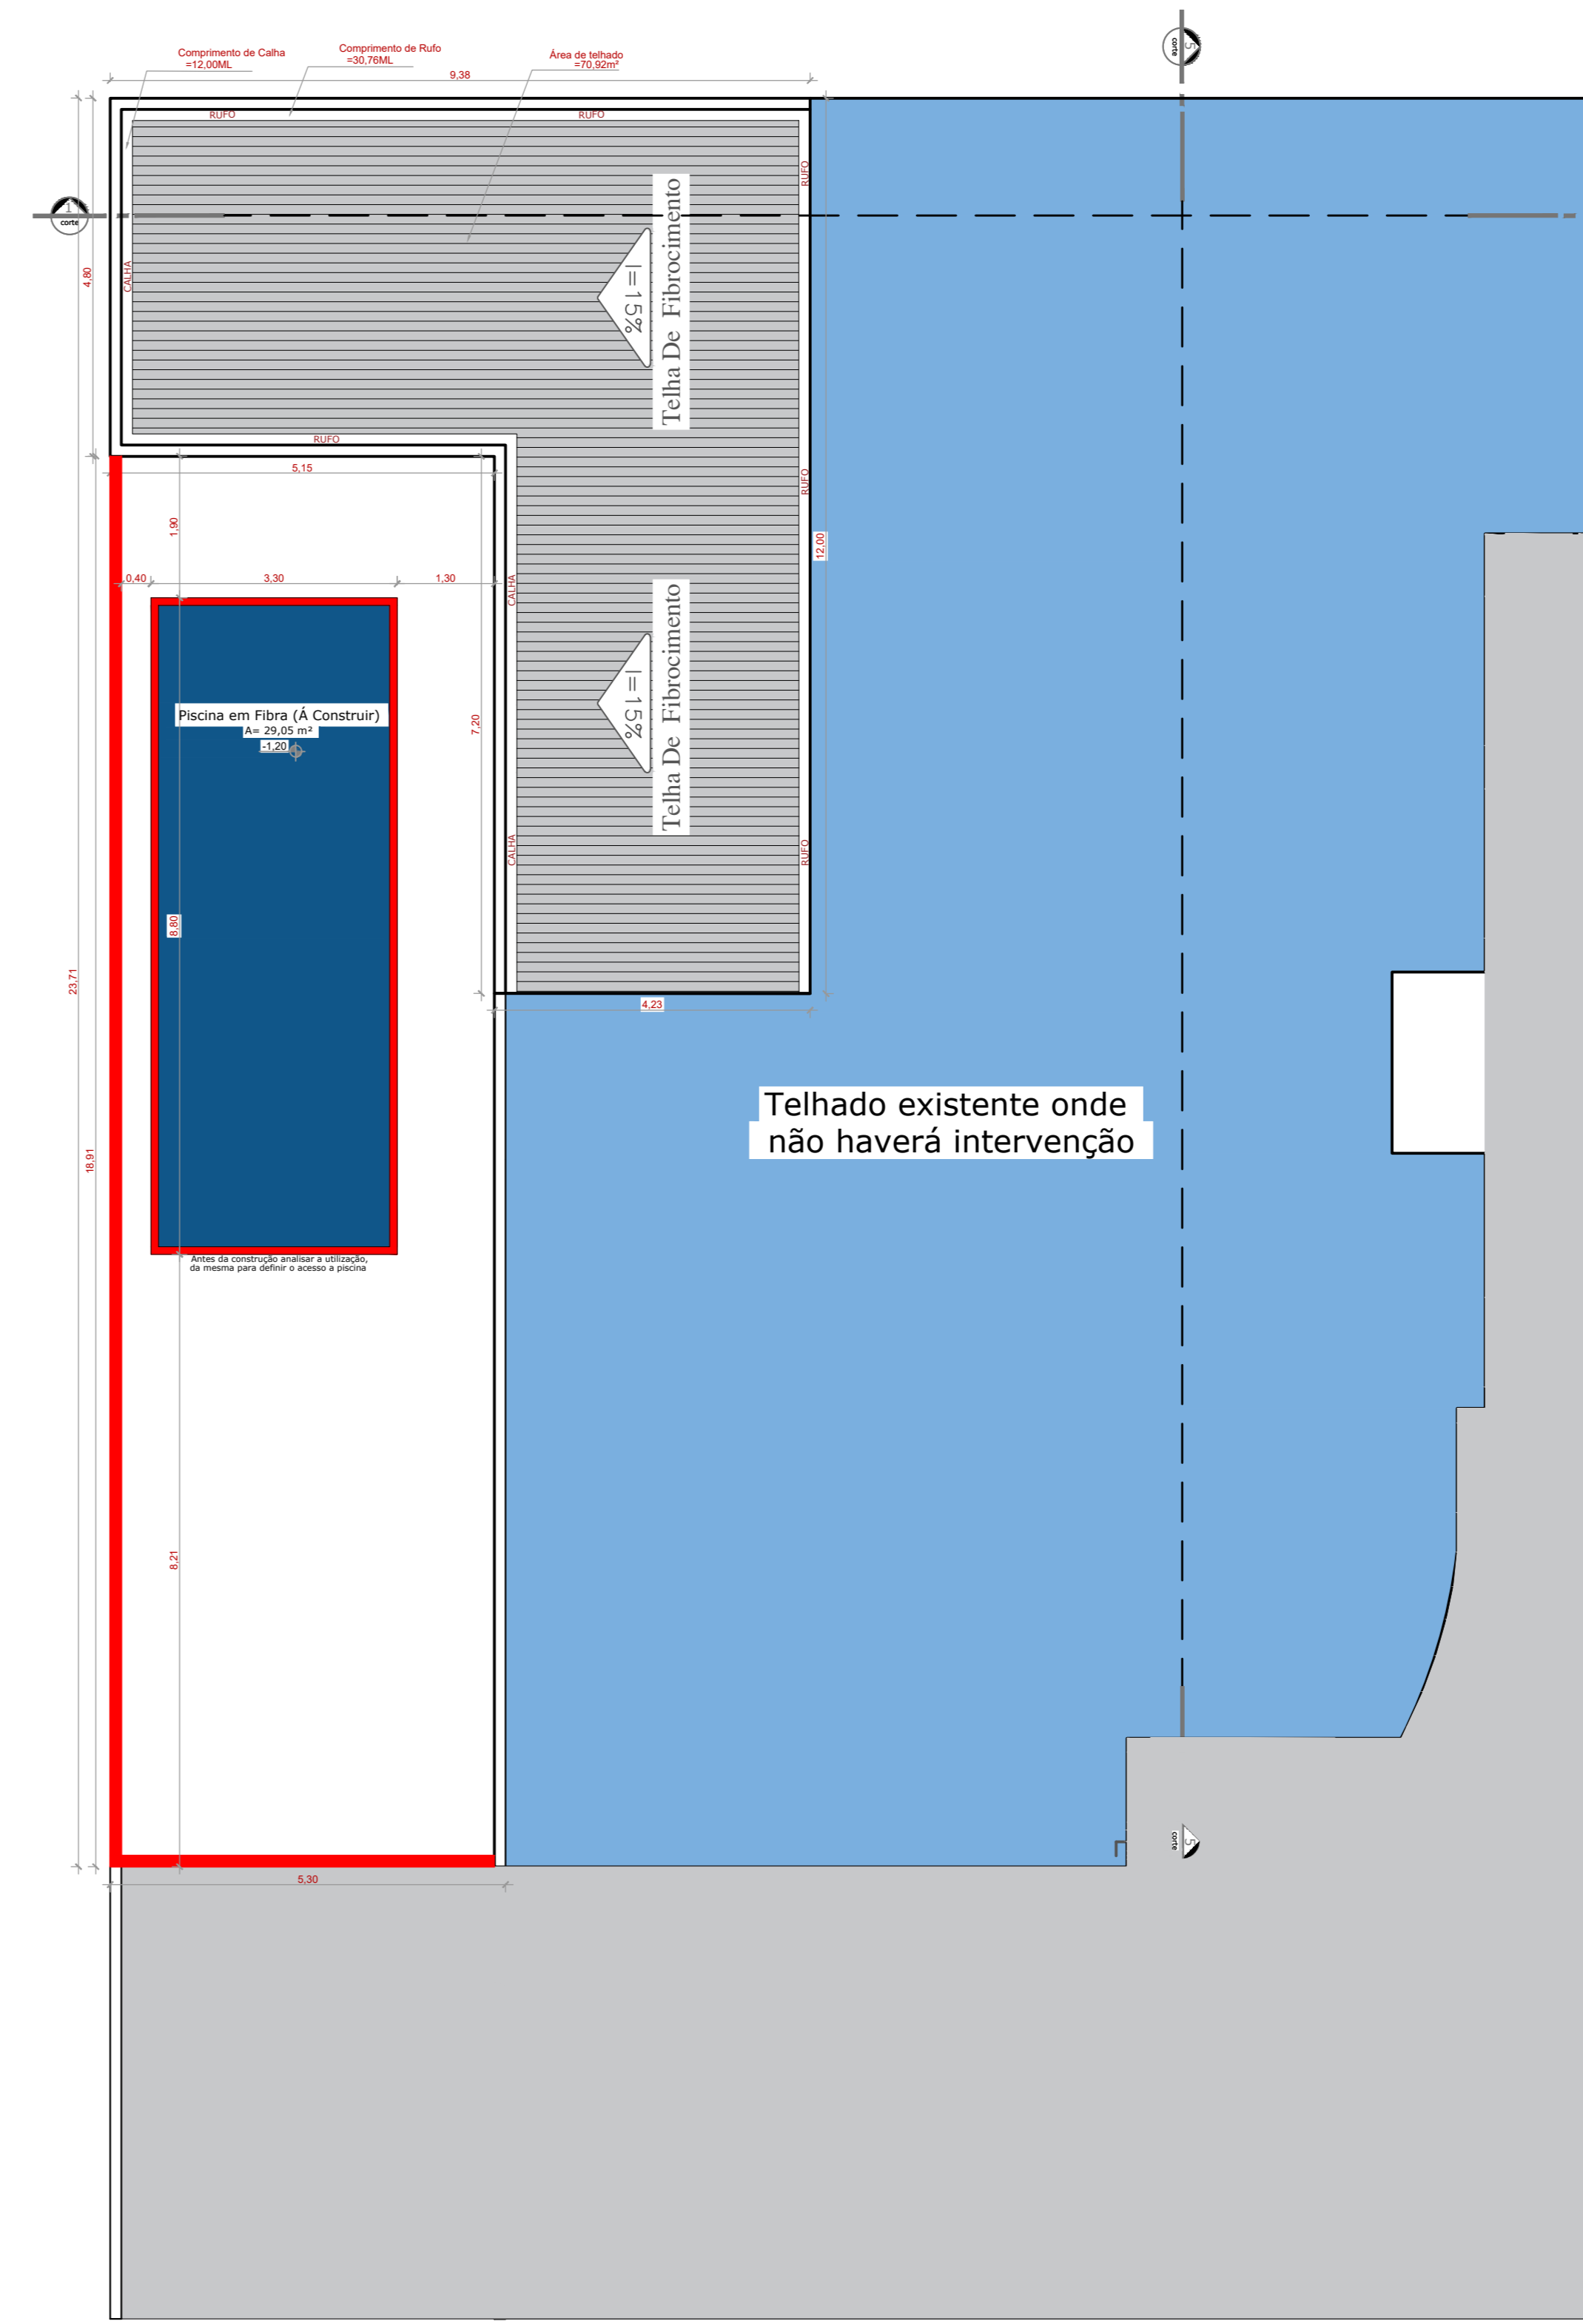 Comprimento de Calha
=12,00ML
Comprimento de Rufo
=30,76ML
Área de telhado
=70,92m²
9,38
5
corte
RUFO
RUFO
RUFO
1
corte
4,80
CALHA
I=15%
Telha De Fibrocimento
RUFO
5,15
RUFO
1,90
12,00
0,40
3,30
1,30
CALHA
I=15%
Telha De Fibrocimento
Piscina em Fibra (Á Construir)
A= 29,05 m²
-1,20
7,20
CALHA
RUFO
8,80
23,71
4,23
Telhado existente onde
não haverá intervenção
18,91
Antes da construção analisar a utilização,
da mesma para definir o acesso a piscina
8,21
5
corte
5,30